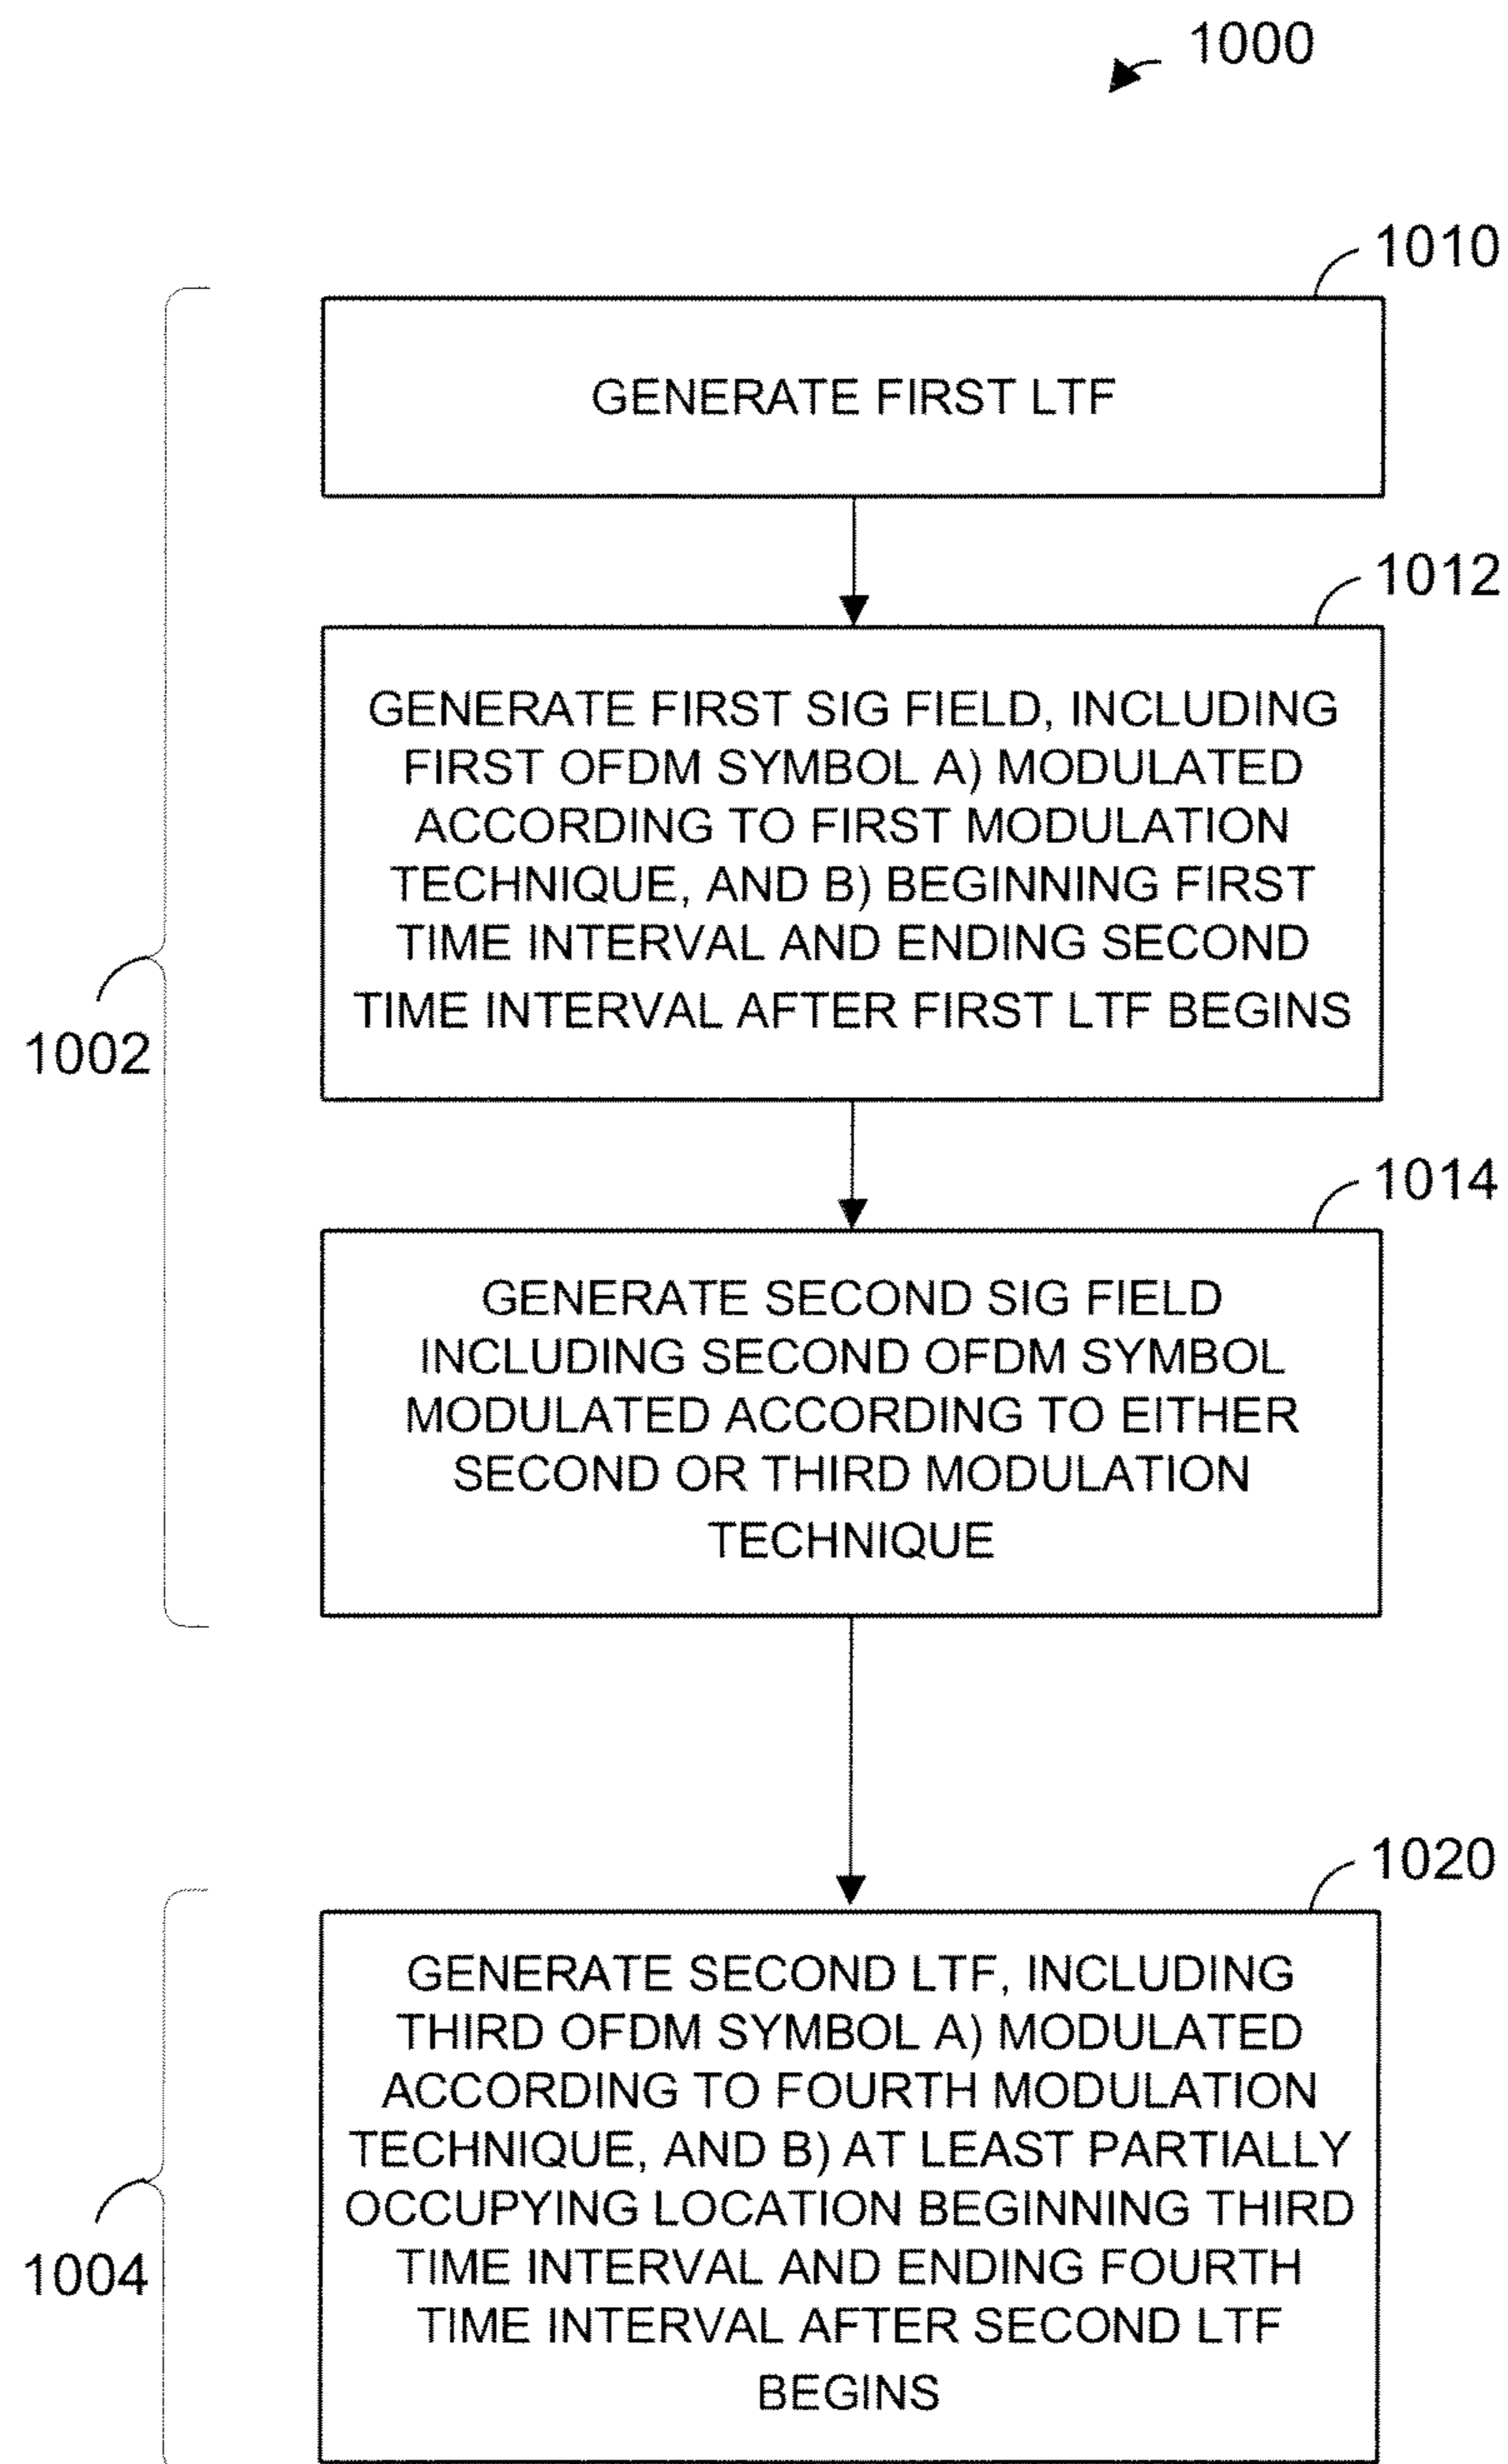 1000
1010
GENERATE FIRST LTF
1012
GENERATE FIRST SIG FIELD, INCLUDING
FIRST OFDM SYMBOL A) MODULATED
ACCORDING TO FIRST MODULATION
TECHNIQUE, AND B) BEGINNING FIRST
TIME INTERVAL AND ENDING SECOND
TIME INTERVAL AFTER FIRST LTF BEGINS
1002
1014
GENERATE SECOND SIG FIELD
INCLUDING SECOND OFDM SYMBOL
MODULATED ACCORDING TO EITHER
SECOND OR THIRD MODULATION
TECHNIQUE
1020
GENERATE SECOND LTF, INCLUDING
THIRD OFDM SYMBOL A) MODULATED
ACCORDING TO FOURTH MODULATION
TECHNIQUE, AND B) AT LEAST PARTIALLY
OCCUPYING LOCATION BEGINNING THIRD
TIME INTERVAL AND ENDING FOURTH
TIME INTERVAL AFTER SECOND LTF
BEGINS
1004